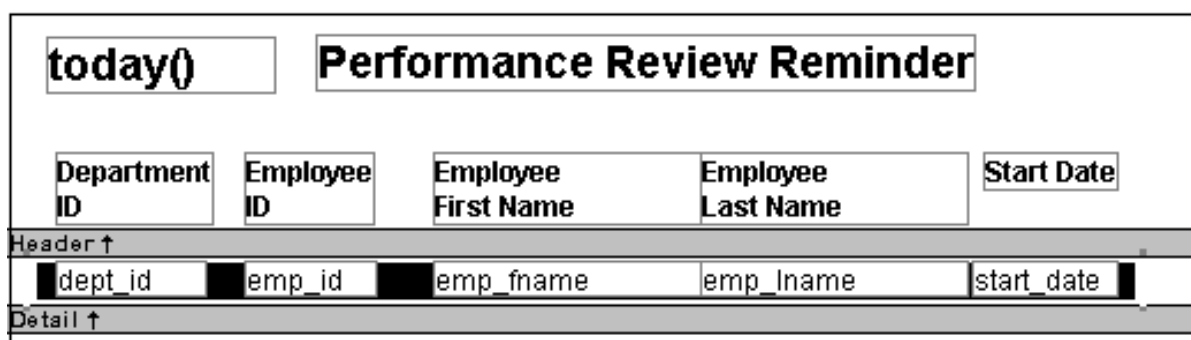 today() Performance Review Reminder
Department Employee Employee Employee Start Date
ID ID First Name Last Name
Header ↑
dept_id emp_id emp_fname emp_lname start_date
Detail ↑